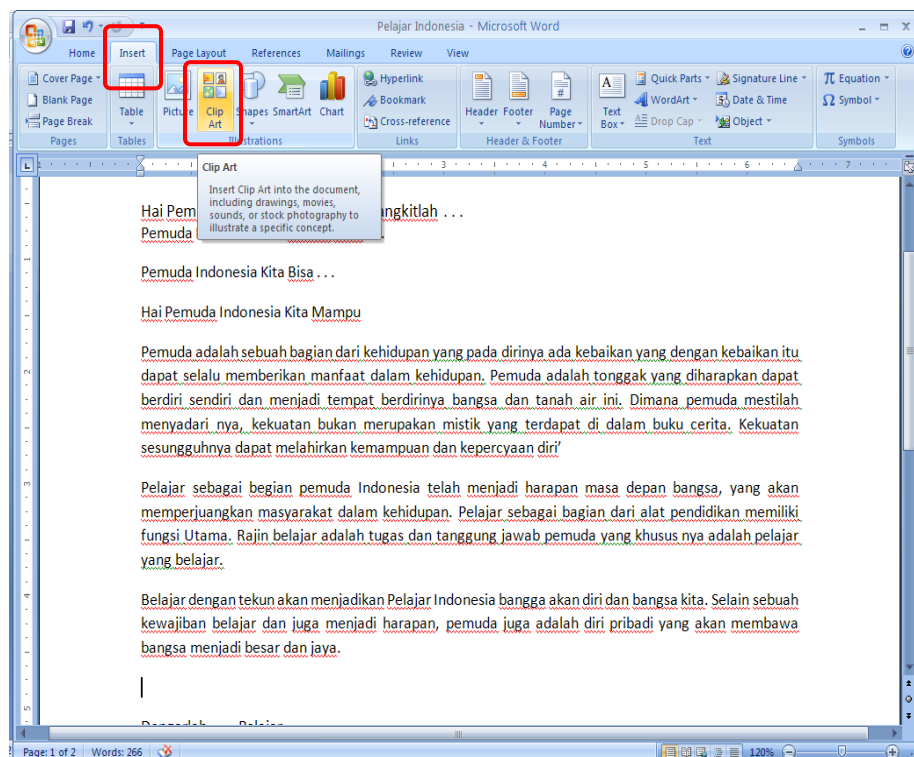 Pelajar Indonesia - Microsoft Word
Home Insert Page Layout References Mailings Review View
Cover Page
Blank Page
Page Break
Pages
Table
Tables
Picture Clip Art Shapes SmartArt Chart
Illustrations
Hyperlink
Bookmark
Cross-reference
Links
Header Footer Page Number
Header & Footer
Text Box
Quick Parts
WordArt
Drop Cap
Signature Line
Date & Time
Object
Text
Equation
Symbol
Symbols
L
3 4 5 6 7
Clip Art
Insert Clip Art into the document,
including drawings, movies,
sounds, or stock photography to
illustrate a specific concept.
Hai ngkitlah . . .
Pemuda
Pemuda Indonesia Kita Bisa . . .
Hai Pemuda Indonesia Kita Mampu
Pemuda adalah sebuah bagian dari kehidupan yang pada dirinya ada kebaikan yang dengan kebaikan itu
dapat selalu memberikan manfaat dalam kehidupan. Pemuda adalah tonggak yang diharapkan dapat
berdiri sendiri dan menjadi tempat berdirinya bangsa dan tanah air ini. Dimana pemuda mestilah
menyadari nya, kekuatan bukan merupakan mistik yang terdapat di dalam buku cerita. Kekuatan
sesungguhnya dapat melahirkan kemampuan dan kepercyaan diri’
Pelajar sebagai begian pemuda Indonesia telah menjadi harapan masa depan bangsa, yang akan
memperjuangkan masyarakat dalam kehidupan. Pelajar sebagai bagian dari alat pendidikan memiliki
fungsi Utama. Rajin belajar adalah tugas dan tanggung jawab pemuda yang khusus nya adalah pelajar
yang belajar.
Belajar dengan tekun akan menjadikan Pelajar Indonesia bangga akan diri dan bangsa kita. Selain sebuah
kewajiban belajar dan juga menjadi harapan, pemuda juga adalah diri pribadi yang akan membawa
bangsa menjadi besar dan jaya.
Page: 1 of 2 Words: 266 120%